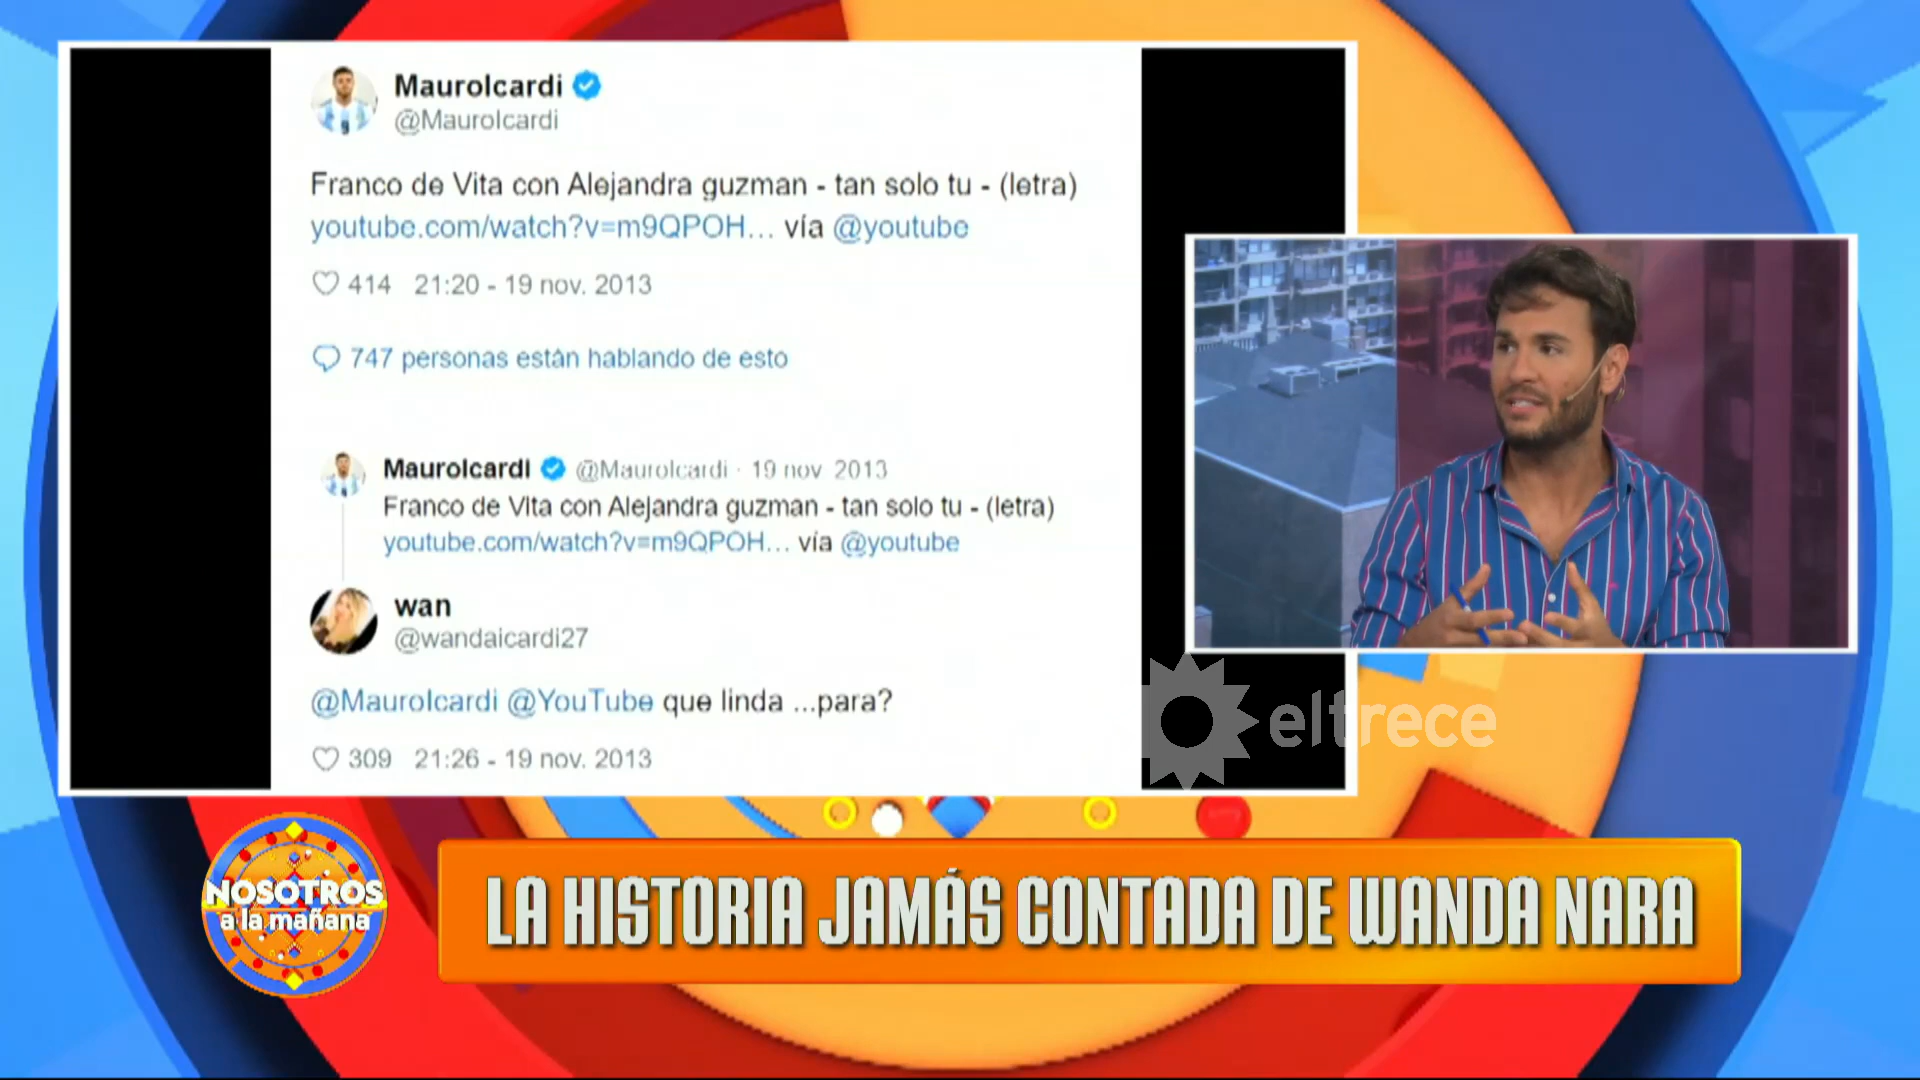 MauroIcardi
@MauroIcardi
Franco de Vita con Alejandra guzman - tan solo tu - (letra)
youtube.com/watch?v=m9QPOH... vía @youtube
414 21:20 - 19 nov. 2013
747 personas están hablando de esto
MauroIcardi @MauroIcardi · 19 nov 2013
Franco de Vita con Alejandra guzman - tan solo tu - (letra)
youtube.com/watch?v=m9QPOH... vía @youtube
wan
@wandaicardi27
@MauroIcardi @YouTube que linda ...para?
309 21:26 - 19 nov. 2013
eltrece
NOSOTROS
a la mañana
LA HISTORIA JAMÁS CONTADA DE WANDA NARA